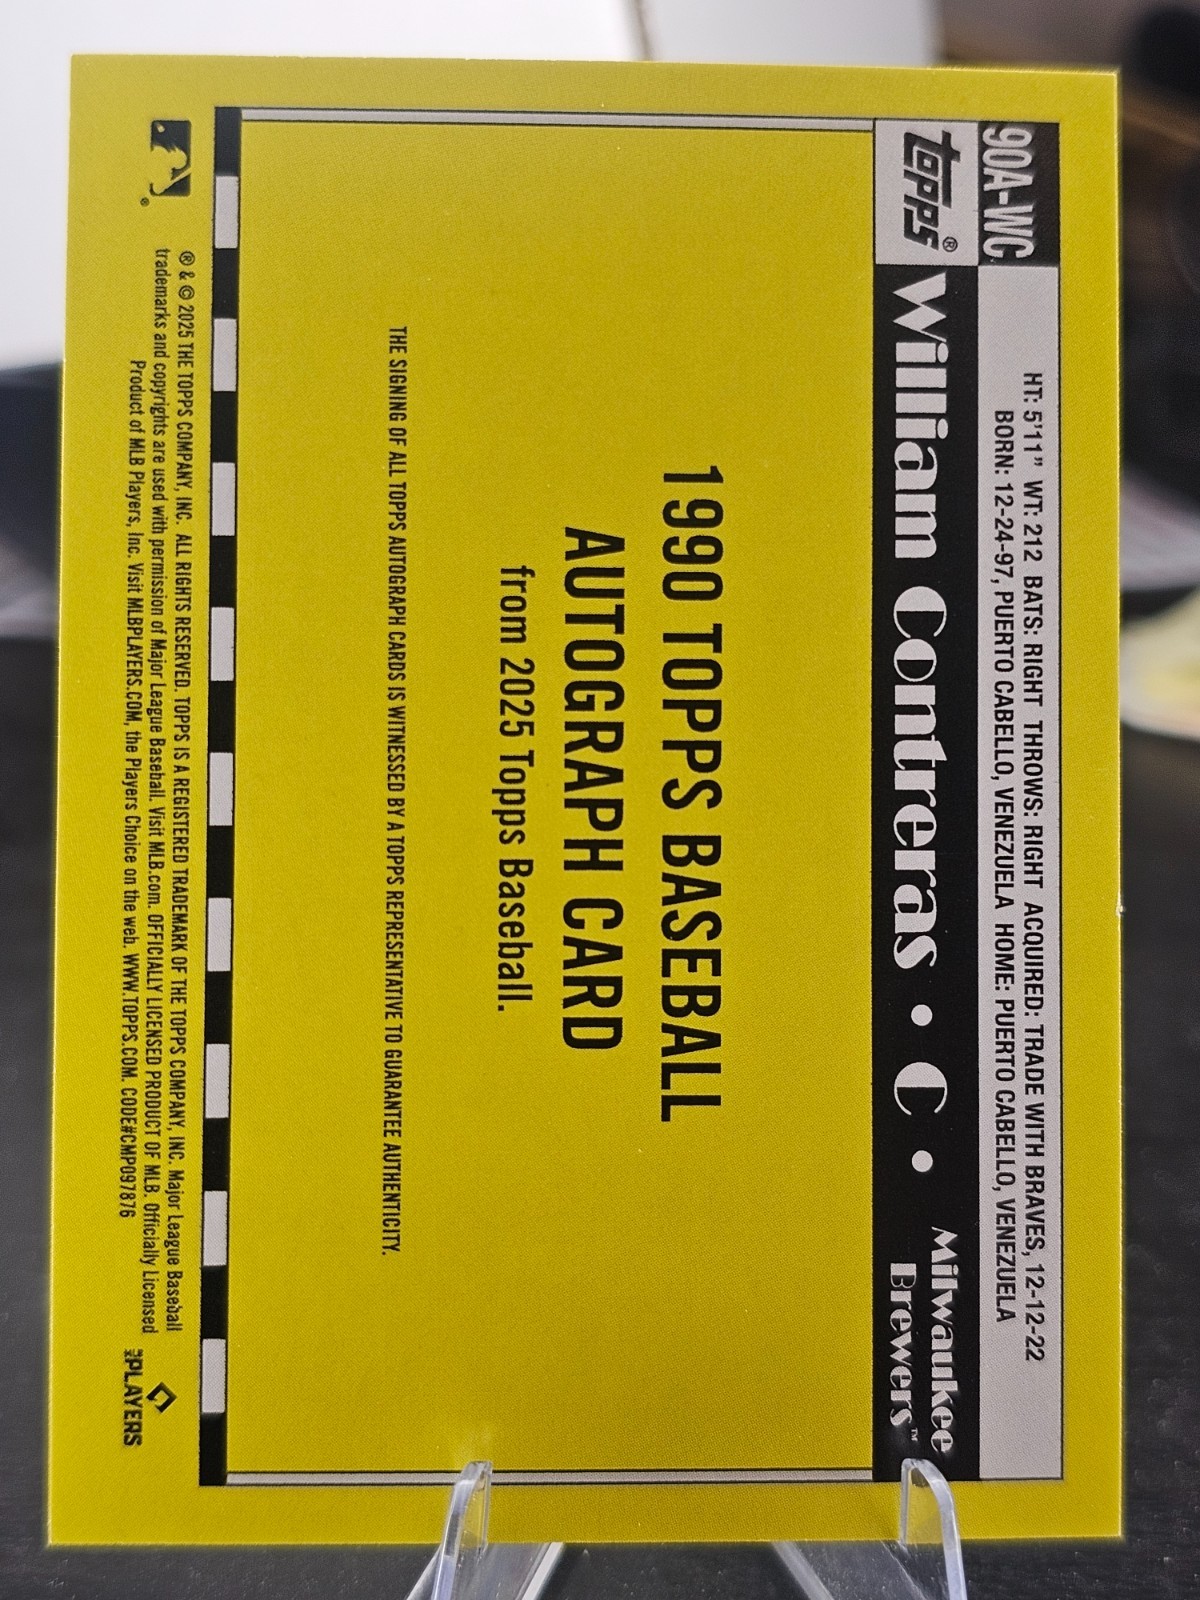 90A-WC
HT: 5'11" WT: 212 BATS: RIGHT THROWS: RIGHT ACQUIRED: TRADE WITH BRAVES, 12-12-22
BORN: 12-24-97, PUERTO CABELLO, VENEZUELA HOME: PUERTO CABELLO, VENEZUELA
topps®
William Contreras • C •
Milwaukee
Brewers™
1990 TOPPS BASEBALL
AUTOGRAPH CARD
from 2025 Topps Baseball.
THE SIGNING OF ALL TOPPS AUTOGRAPH CARDS IS WITNESSED BY A TOPPS REPRESENTATIVE TO GUARANTEE AUTHENTICITY.
®
® & © 2025 THE TOPPS COMPANY, INC. ALL RIGHTS RESERVED. TOPPS IS A REGISTERED TRADEMARK OF THE TOPPS COMPANY, INC. Major League Baseball
trademarks and copyrights are used with permission of Major League Baseball. Visit MLB.com. OFFICIALLY LICENSED PRODUCT OF MLB. Officially Licensed
Product of MLB Players, Inc. Visit MLBPLAYERS.COM, the Players Choice on the web. WWW.TOPPS.COM. CODE#CMP097876
MLB PLAYERS